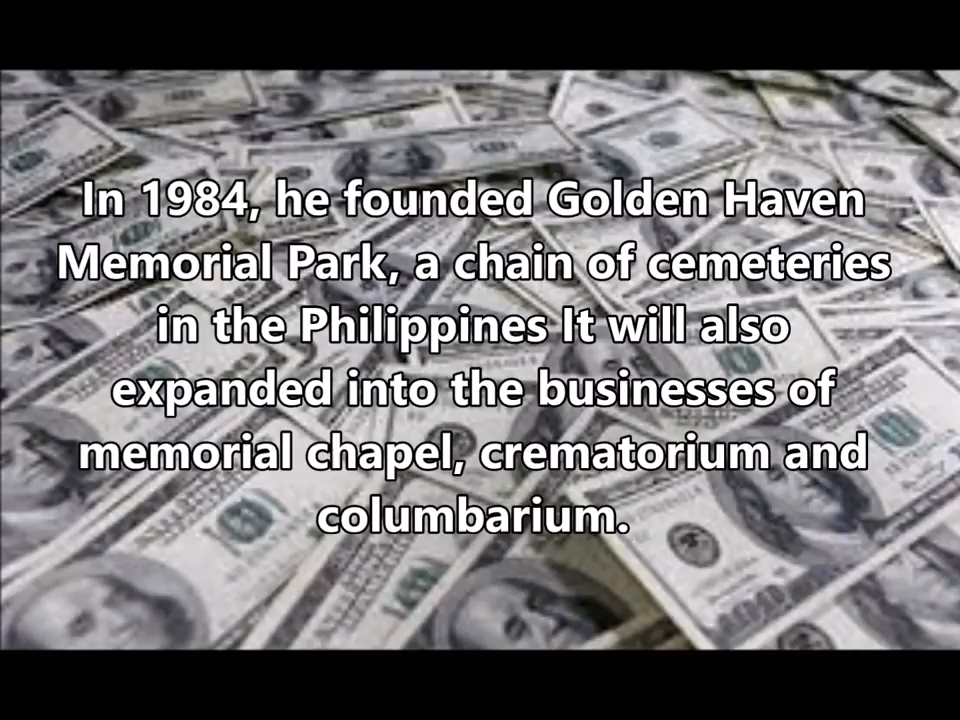 In 1984, he founded Golden Haven
Memorial Park, a chain of cemeteries
in the Philippines It will also
expanded into the businesses of
memorial chapel, crematorium and
columbarium.